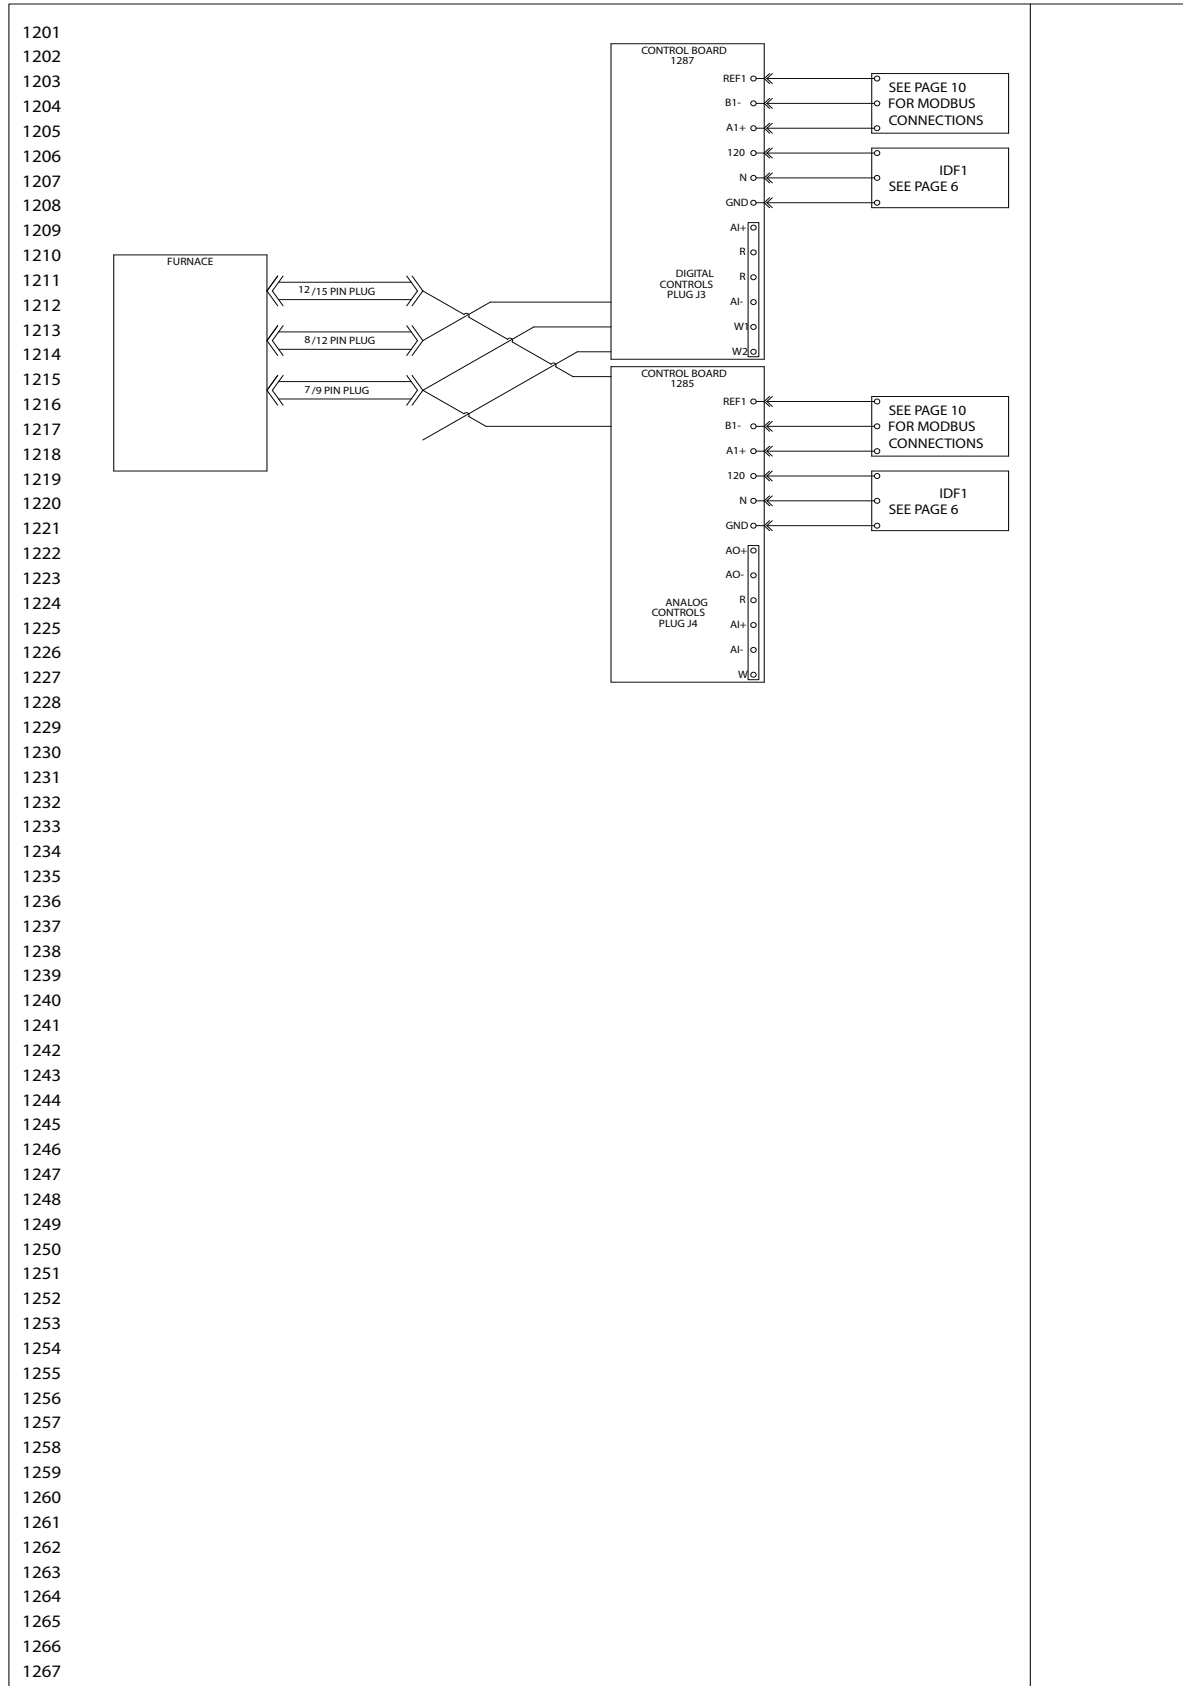 1201
1202
1203
1204
1205
1206
1207
1208
1209
1210
1211
1212
1213
1214
1215
1216
1217
1218
1219
1220
1221
1222
1223
1224
1225
1226
1227
1228
1229
1230
1231
1232
1233
1234
1235
1236
1237
1238
1239
1240
1241
1242
1243
1244
1245
1246
1247
1248
1249
1250
1251
1252
1253
1254
1255
1256
1257
1258
1259
1260
1261
1262
1263
1264
1265
1266
1267
FURNACE
12/15 PIN PLUG
8/12 PIN PLUG
7/9 PIN PLUG
CONTROL BOARD
1287
REF1
B1-
A1+
120
N
GND
AI+
R
R
AI-
W1
W2
DIGITAL
CONTROLS
PLUG J3
SEE PAGE 10
FOR MODBUS
CONNECTIONS
IDF1
SEE PAGE 6
CONTROL BOARD
1285
REF1
B1-
A1+
120
N
GND
AO+
AO-
R
AI+
AI-
W
ANALOG
CONTROLS
PLUG J4
SEE PAGE 10
FOR MODBUS
CONNECTIONS
IDF1
SEE PAGE 6